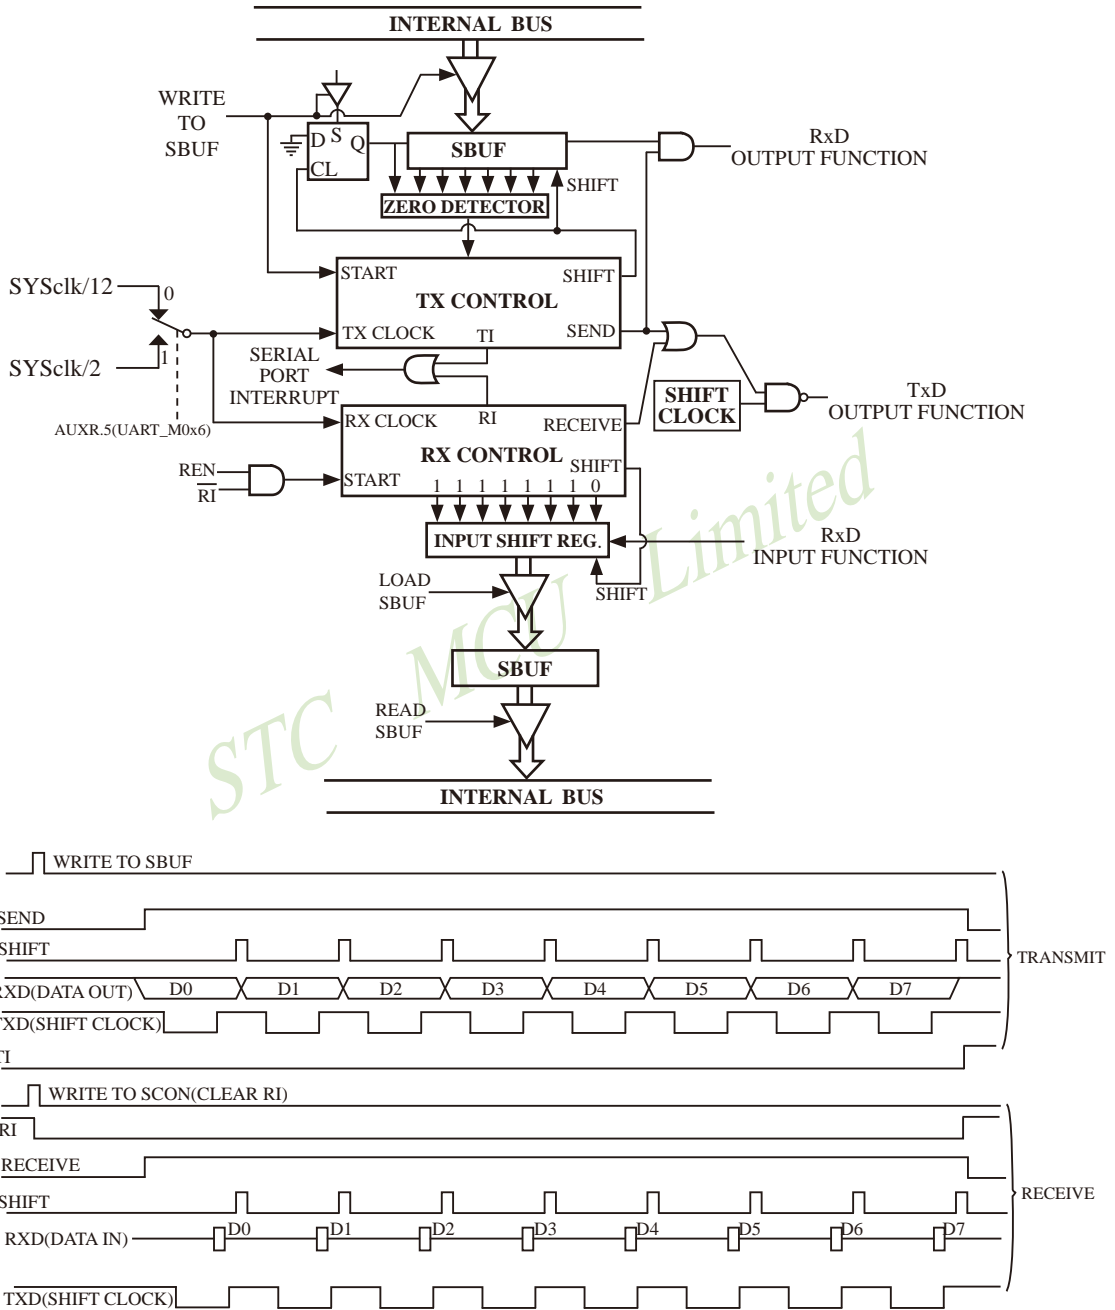 INTERNAL BUS
WRITE
TO
SBUF
D S Q
CL
SBUF
RxD
OUTPUT FUNCTION
SHIFT
ZERO DETECTOR
START
SHIFT
TX CONTROL
TX CLOCK
TI
SEND
SYSclk/12
0
SYSclk/2
1
SERIAL
PORT
INTERRUPT
AUXR.5(UART_M0x6)
SHIFT
CLOCK
TxD
OUTPUT FUNCTION
RX CLOCK
RI
RECEIVE
RX CONTROL
SHIFT
START
REN
RI
1 1 1 1 1 1 1 0
INPUT SHIFT REG.
RxD
INPUT FUNCTION
LOAD
SBUF
SHIFT
SBUF
READ
SBUF
INTERNAL BUS
STC MCU Limited
WRITE TO SBUF
SEND
SHIFT
RXD(DATA OUT) D0 D1 D2 D3 D4 D5 D6 D7
TXD(SHIFT CLOCK)
TI
TRANSMIT
WRITE TO SCON(CLEAR RI)
RI
RECEIVE
SHIFT
RXD(DATA IN) D0 D1 D2 D3 D4 D5 D6 D7
TXD(SHIFT CLOCK)
RECEIVE